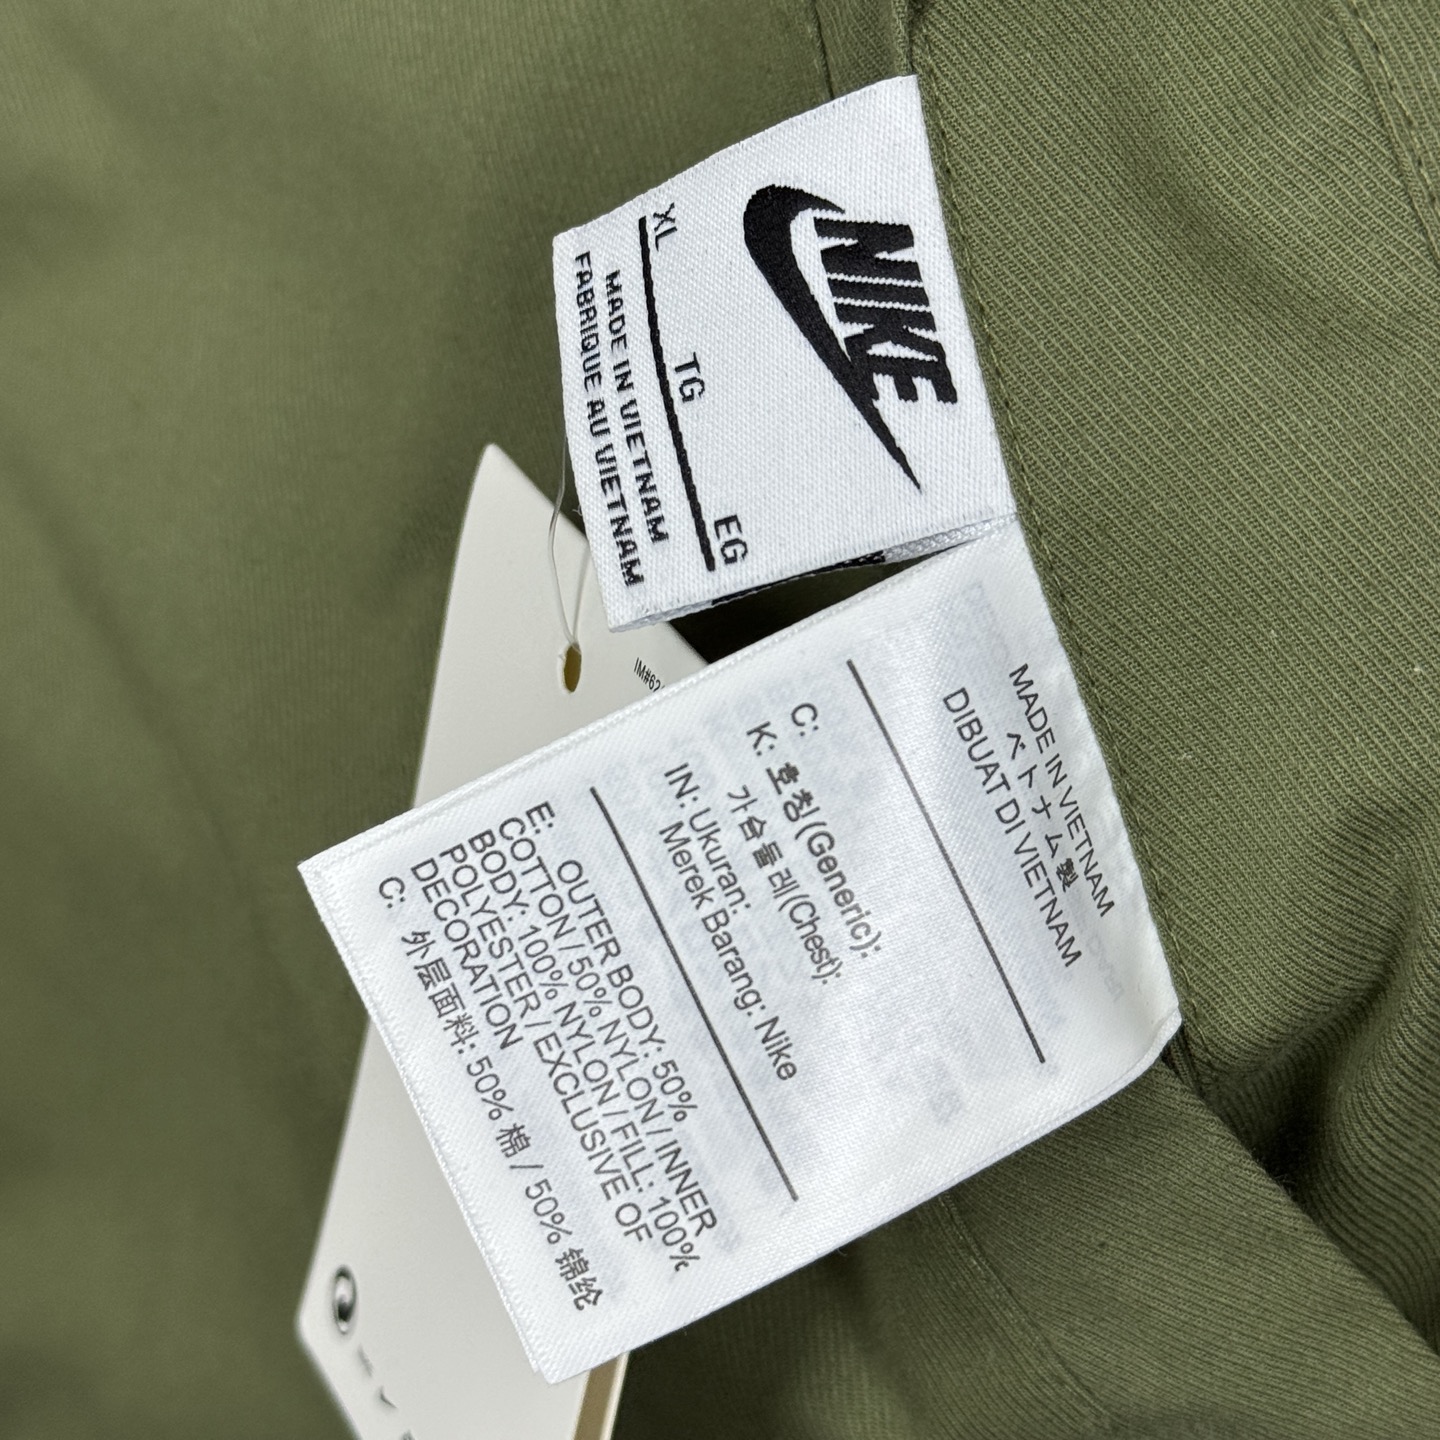 NIKE
XL TG EG
MADE IN VIETNAM
FABRIQUE AU VIETNAM
IM#62
MADE IN VIETNAM
ベトナム製
DIBUAT DI VIETNAM
C:
K: 호칭(Generic):
가슴둘레(Chest):
IN: Ukuran:
Merek Barang: Nike
E: OUTER BODY: 50%
COTTON / 50% NYLON / INNER
BODY: 100% NYLON / FILL: 100%
POLYESTER / EXCLUSIVE OF
DECORATION
C: 外层面料: 50% 棉 / 50% 锦纶